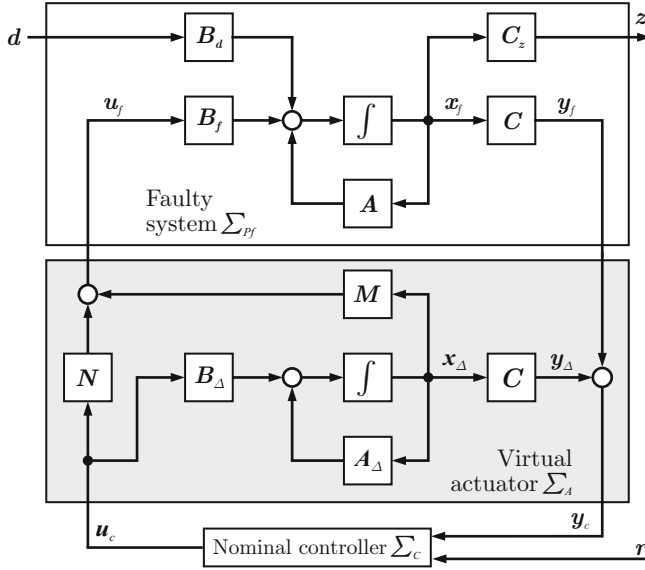 d
B_d
C_z
z
u_f
B_f
∫
x_f
C
y_f
A
Faulty
system Σ_Pf
M
N
B_Δ
∫
x_Δ
C
y_Δ
A_Δ
Virtual
actuator Σ_A
u_c
y_c
Nominal controller Σ_C
r